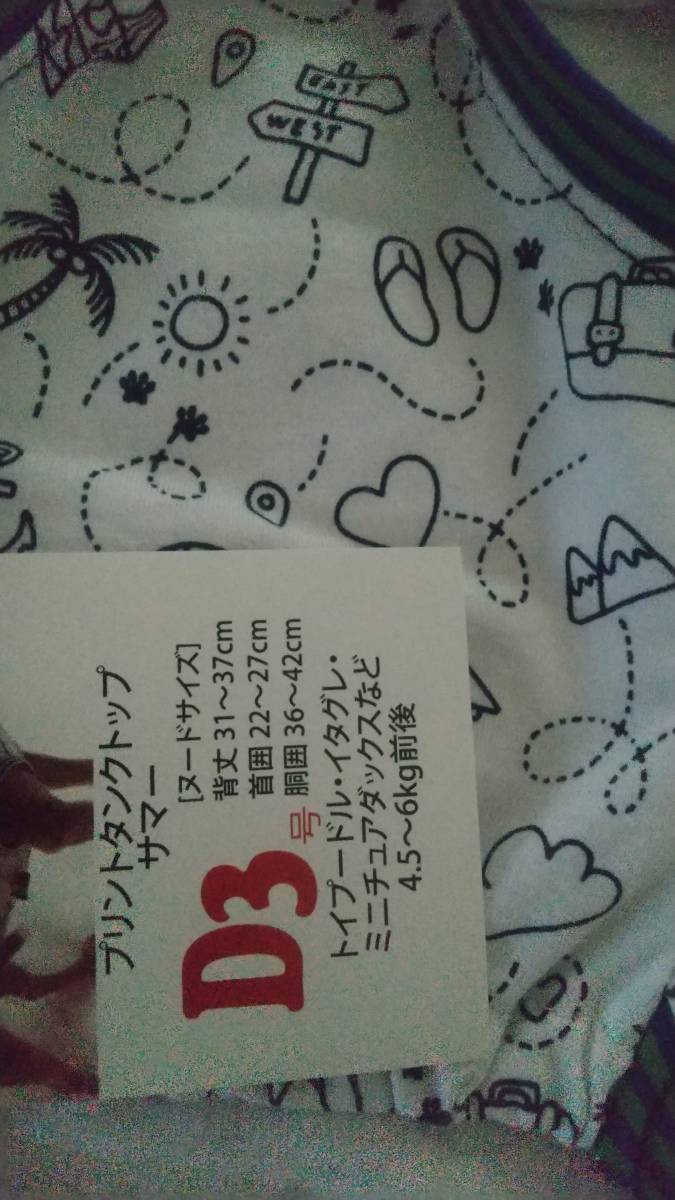 EAST
WEST
プリントタンクトップ
サマー
D3号
[ヌードサイズ]
背丈 31〜37cm
首囲 22〜27cm
胴囲 36〜42cm
トイプードル・イタグレ・
ミニチュアダックスなど
4.5〜6kg前後